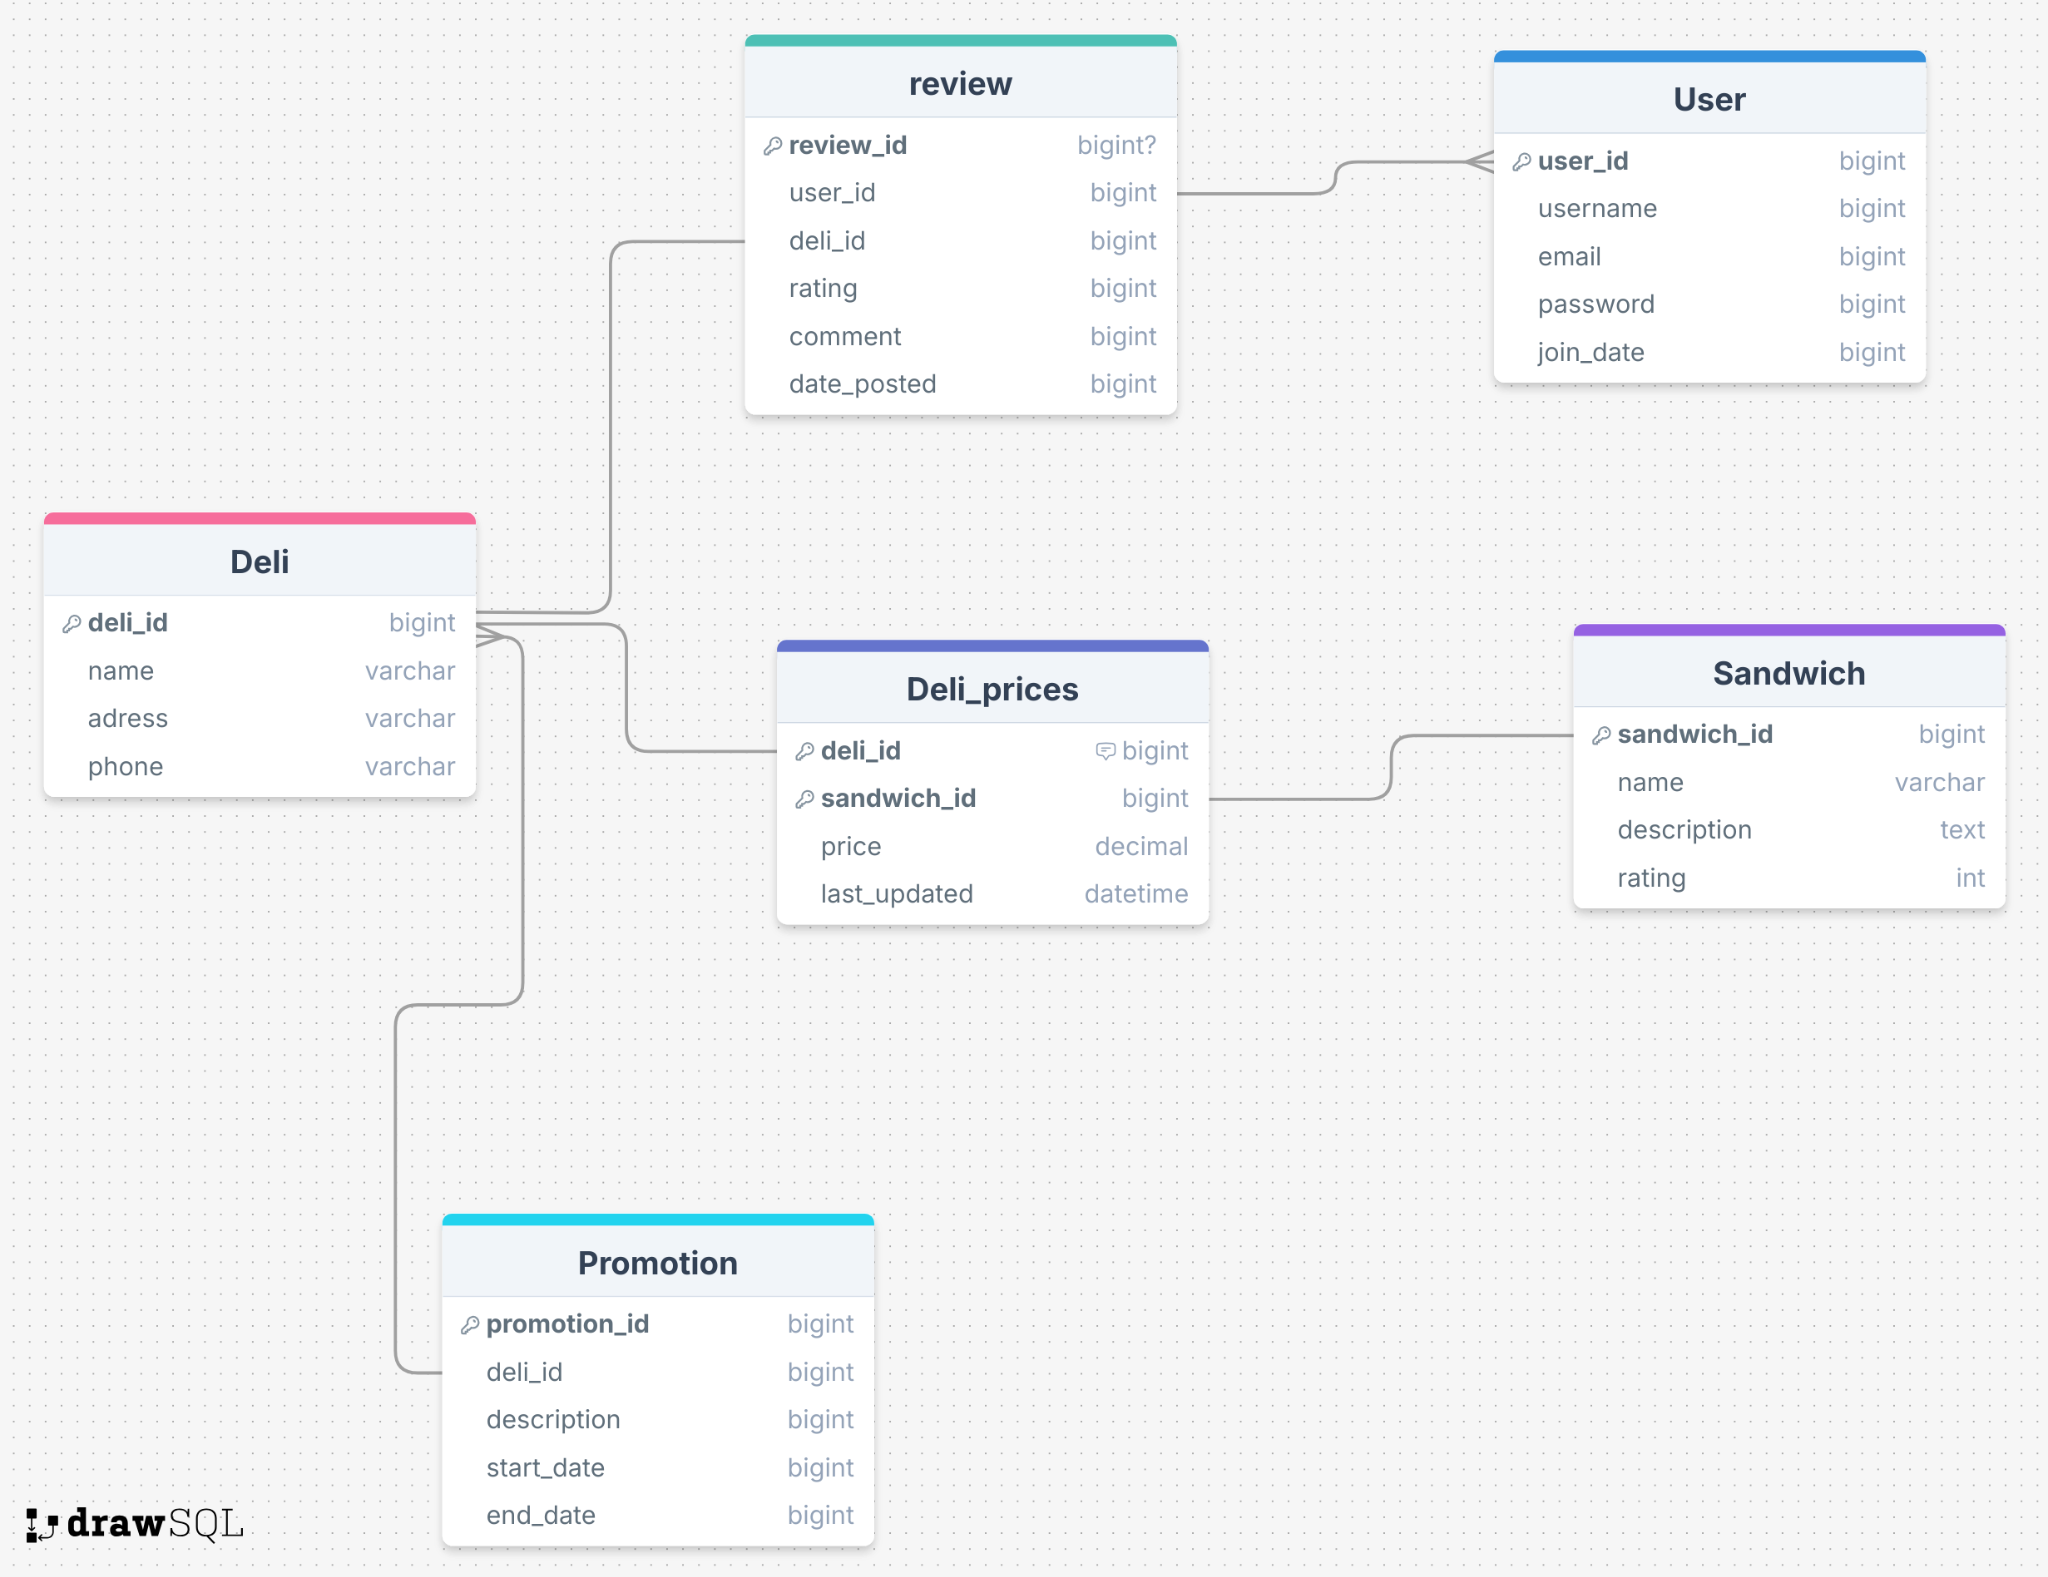 review
review_id bigint?
user_id bigint
deli_id bigint
rating bigint
comment bigint
date_posted bigint
User
user_id bigint
username bigint
email bigint
password bigint
join_date bigint
Deli
deli_id bigint
name varchar
adress varchar
phone varchar
Deli_prices
deli_id bigint
sandwich_id bigint
price decimal
last_updated datetime
Sandwich
sandwich_id bigint
name varchar
description text
rating int
Promotion
promotion_id bigint
deli_id bigint
description bigint
start_date bigint
end_date bigint
drawSQL